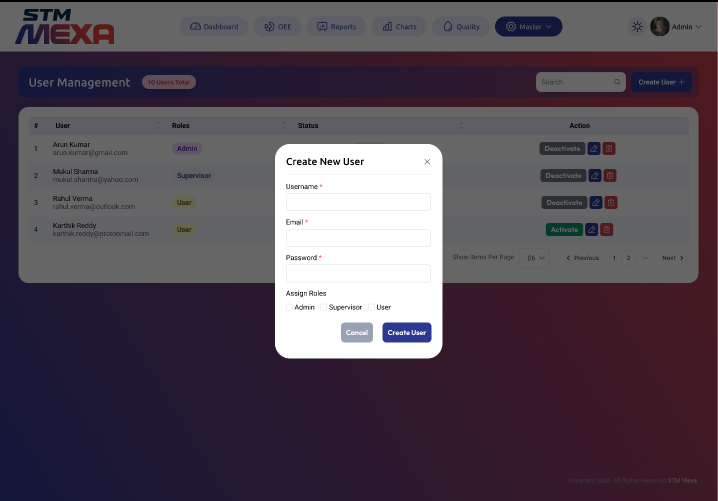 STM
MEXA
Dashboard
OEE
Reports
Charts
Quality
Master
Admin
User Management
10 Users Total
Search
Create User +
# User Roles Status Action
1 Arun Kumar Admin Deactivate
arun.kumar@gmail.com
2 Mukul Sharma Supervisor Deactivate
mukul.sharma@yahoo.com
3 Rahul Verma User Deactivate
rahul.verma@outlook.com
4 Karthik Reddy User Activate
karthik.reddy@protonmail.com
Show Items Per Page 06 Previous 1 2 ... Next
Create New User
Username *
Email *
Password *
Assign Roles
Admin Supervisor User
Cancel Create User
All Rights Reserved STM Mexa